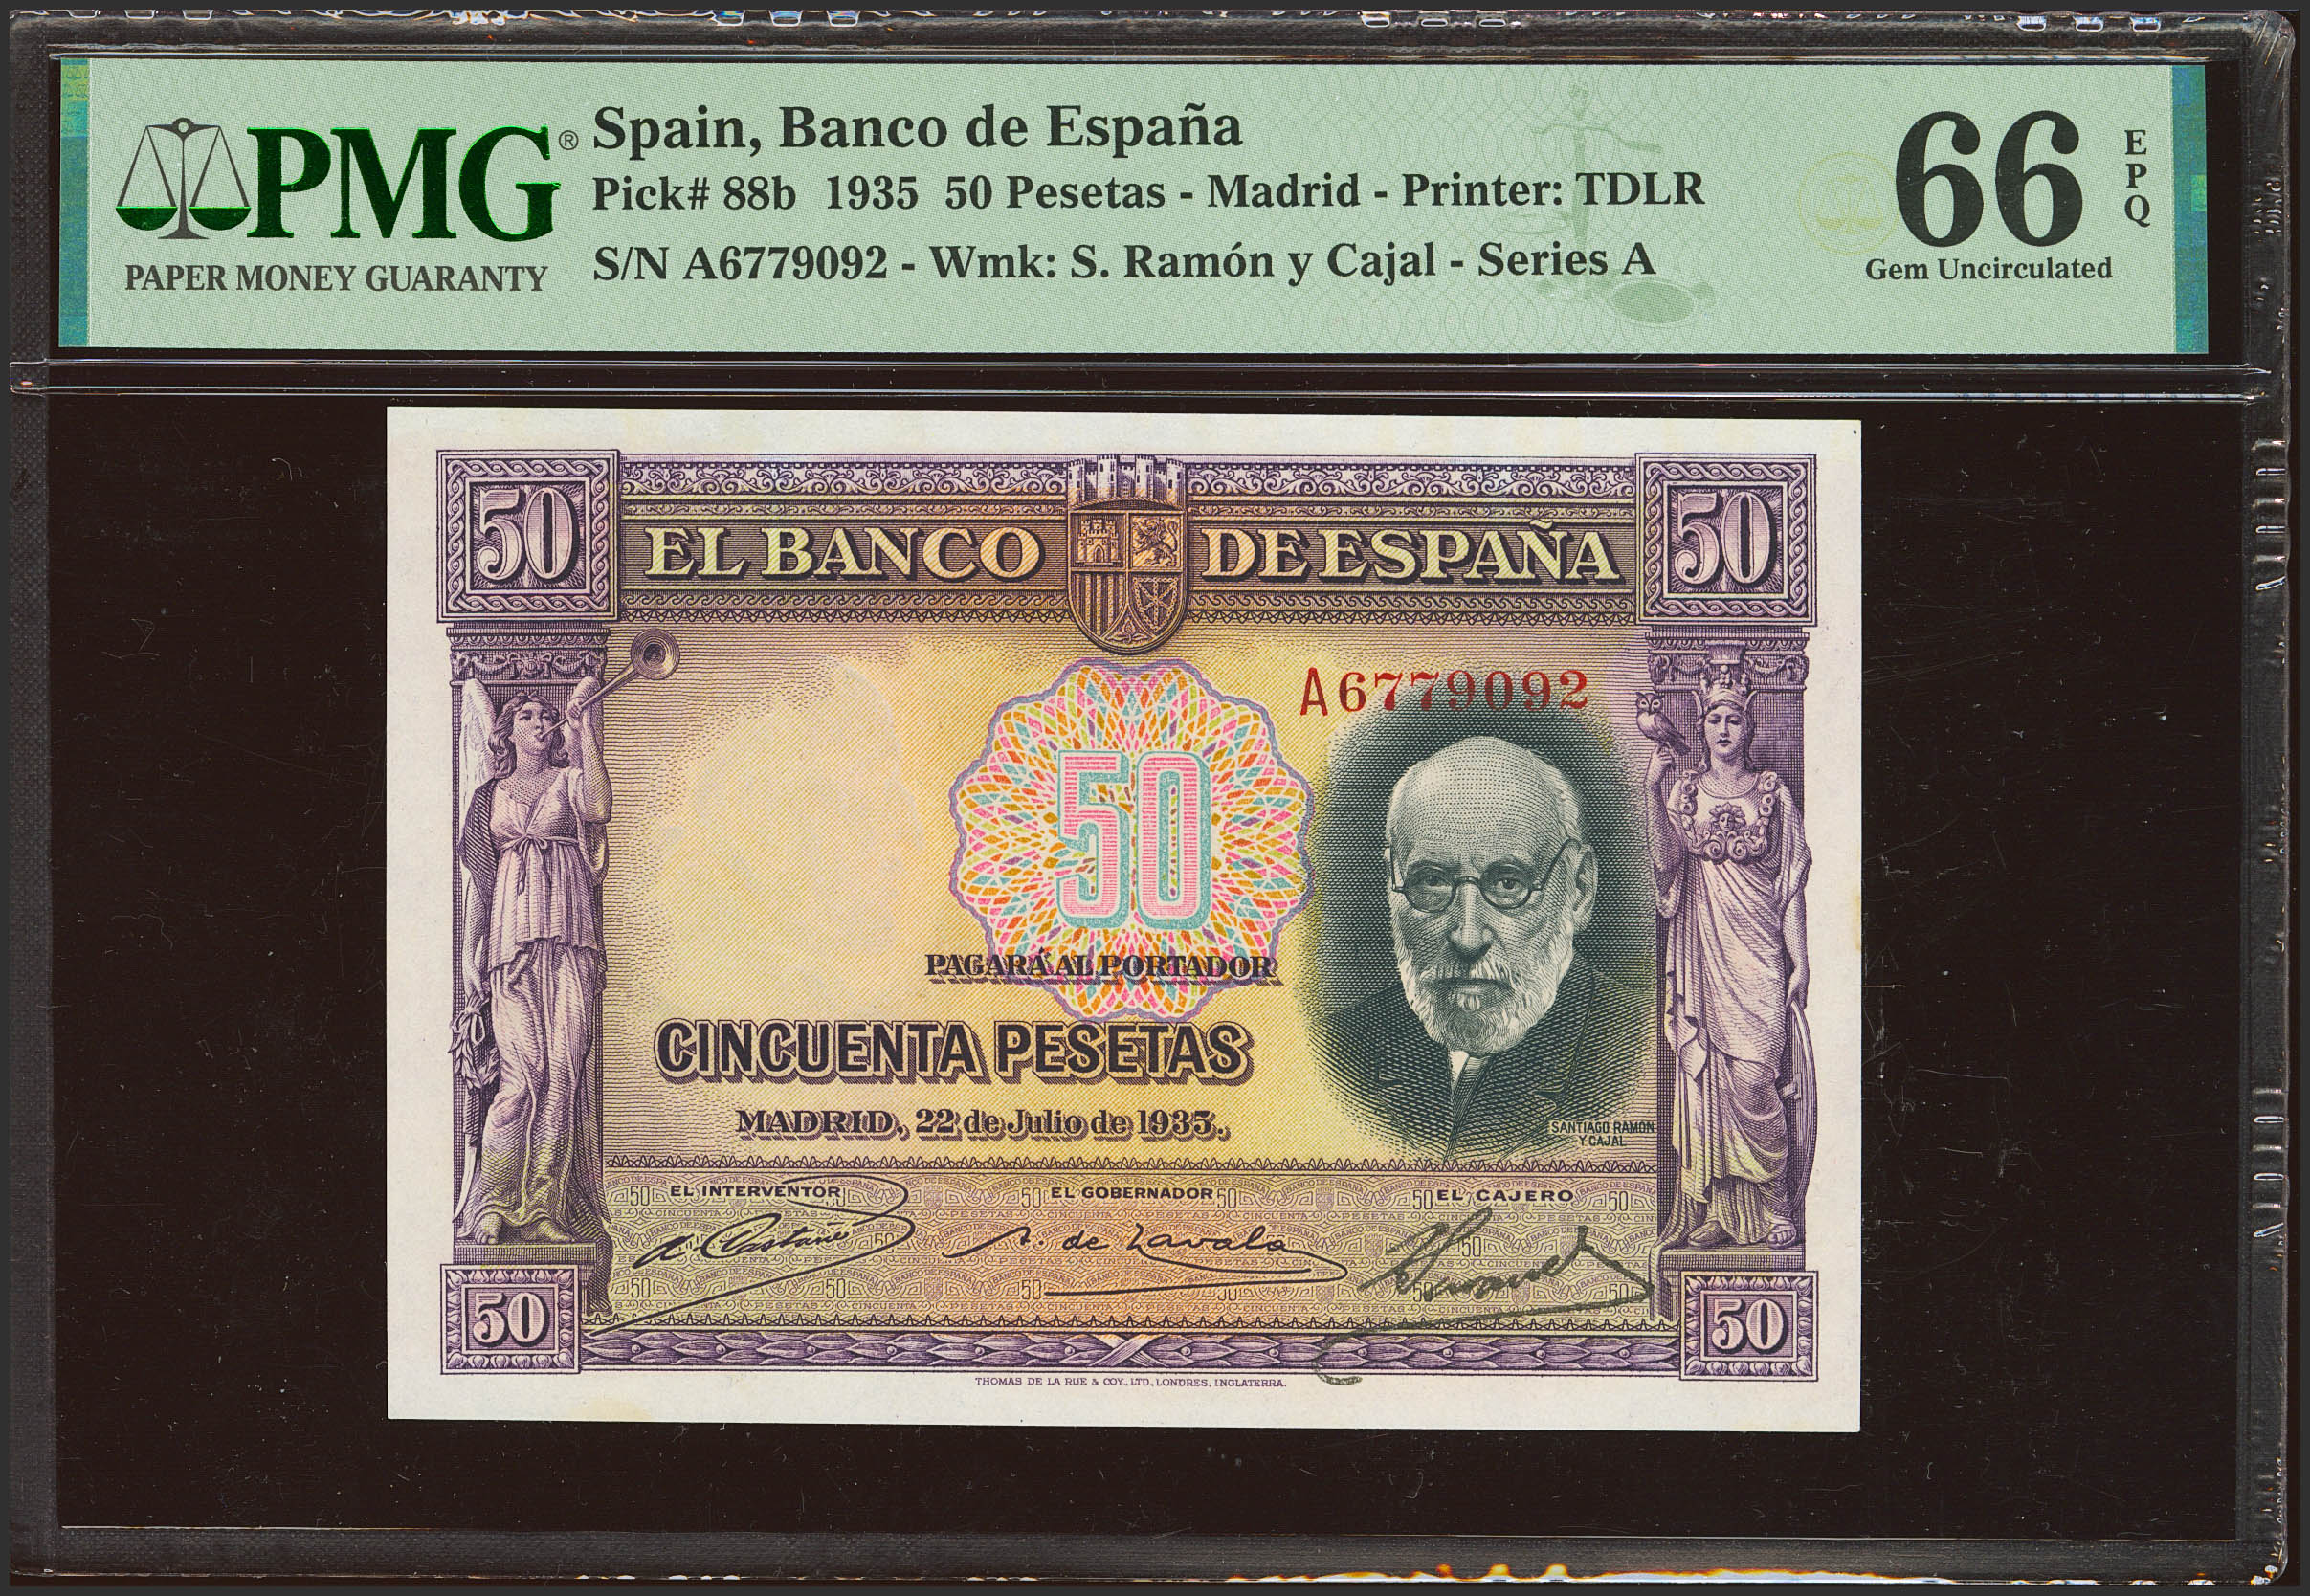 PMG®
PAPER MONEY GUARANTY
Spain, Banco de España
Pick# 88b 1935 50 Pesetas - Madrid - Printer: TDLR
S/N A6779092 - Wmk: S. Ramón y Cajal - Series A
66
EPQ
Gem Uncirculated
50
EL BANCO DE ESPAÑA
50
A6779092
50
PAGARÁ AL PORTADOR
CINCUENTA PESETAS
MADRID, 22 de Julio de 1935.
SANTIAGO RAMÓN
Y CAJAL
EL INTERVENTOR
EL GOBERNADOR
EL CAJERO
A. de Zavala
50
50
THOMAS DE LA RUE & COY., LTD., LONDRES, INGLATERRA.